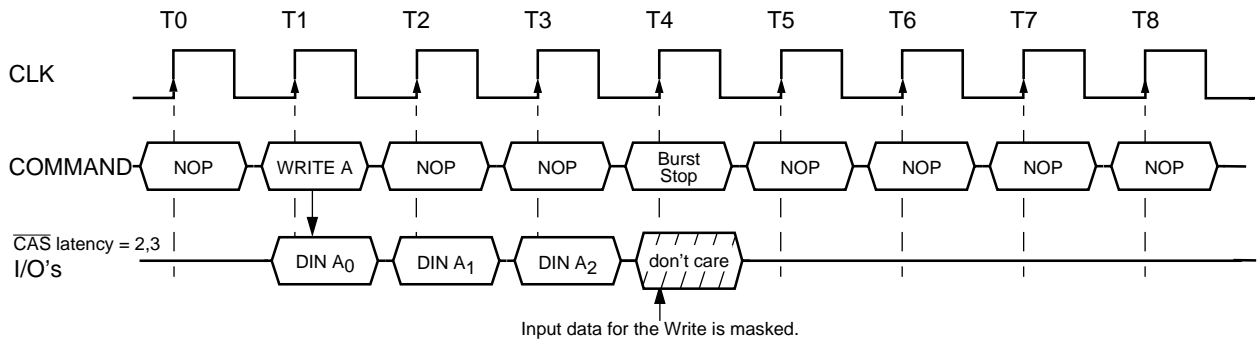 T0 T1 T2 T3 T4 T5 T6 T7 T8
CLK
COMMAND NOP WRITE A NOP NOP Burst Stop NOP NOP NOP NOP
CAS latency = 2,3
I/O's DIN A0 DIN A1 DIN A2 don't care
Input data for the Write is masked.